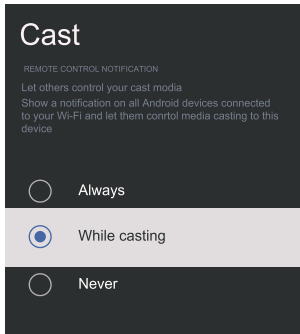 Cast
REMOTE CONTROL NOTIFICATION
Let others control your cast modia
Show a notification on all Android devices connected
to your Wi-Fi and let them conrtol media casting to this
device
Always
While casting
Never